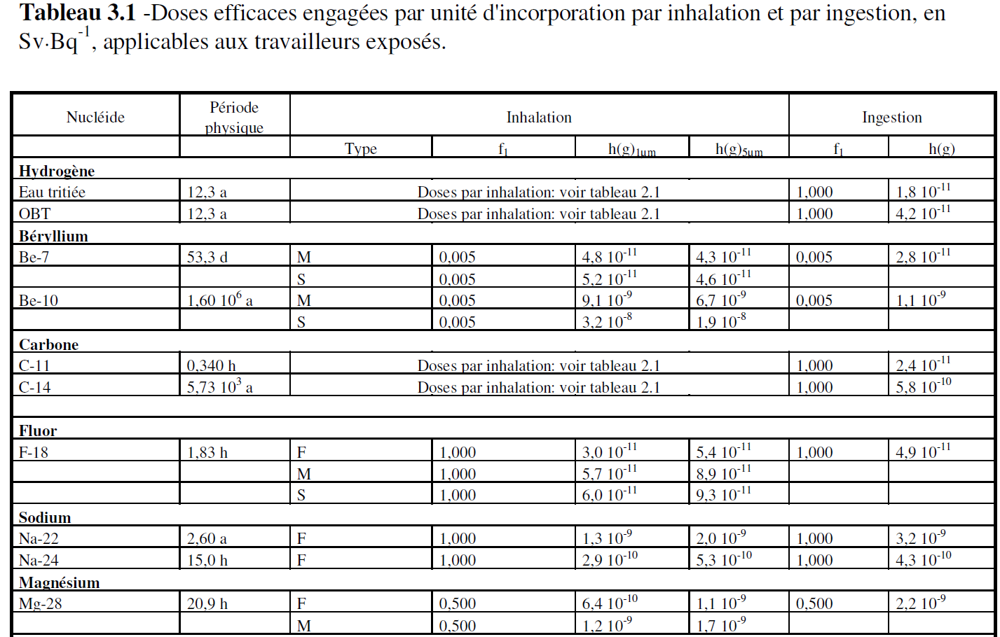 Tableau 3.1 -Doses efficaces engagées par unité d'incorporation par inhalation et par ingestion, en
Sv·Bq⁻¹, applicables aux travailleurs exposés.
Nucléide Période physique Inhalation Ingestion
Type f₁ h(g)₁µm h(g)₅µm f₁ h(g)
Hydrogène
Eau tritiée 12,3 a Doses par inhalation: voir tableau 2.1 1,000 1,8 10⁻¹¹
OBT 12,3 a Doses par inhalation: voir tableau 2.1 1,000 4,2 10⁻¹¹
Béryllium
Be-7 53,3 d M 0,005 4,8 10⁻¹¹ 4,3 10⁻¹¹ 0,005 2,8 10⁻¹¹
S 0,005 5,2 10⁻¹¹ 4,6 10⁻¹¹
Be-10 1,60 10⁶ a M 0,005 9,1 10⁻⁹ 6,7 10⁻⁹ 0,005 1,1 10⁻⁹
S 0,005 3,2 10⁻⁸ 1,9 10⁻⁸
Carbone
C-11 0,340 h Doses par inhalation: voir tableau 2.1 1,000 2,4 10⁻¹¹
C-14 5,73 10³ a Doses par inhalation: voir tableau 2.1 1,000 5,8 10⁻¹⁰
Fluor
F-18 1,83 h F 1,000 3,0 10⁻¹¹ 5,4 10⁻¹¹ 1,000 4,9 10⁻¹¹
M 1,000 5,7 10⁻¹¹ 8,9 10⁻¹¹
S 1,000 6,0 10⁻¹¹ 9,3 10⁻¹¹
Sodium
Na-22 2,60 a F 1,000 1,3 10⁻⁹ 2,0 10⁻⁹ 1,000 3,2 10⁻⁹
Na-24 15,0 h F 1,000 2,9 10⁻¹⁰ 5,3 10⁻¹⁰ 1,000 4,3 10⁻¹⁰
Magnésium
Mg-28 20,9 h F 0,500 6,4 10⁻¹⁰ 1,1 10⁻⁹ 0,500 2,2 10⁻⁹
M 0,500 1,2 10⁻⁹ 1,7 10⁻⁹